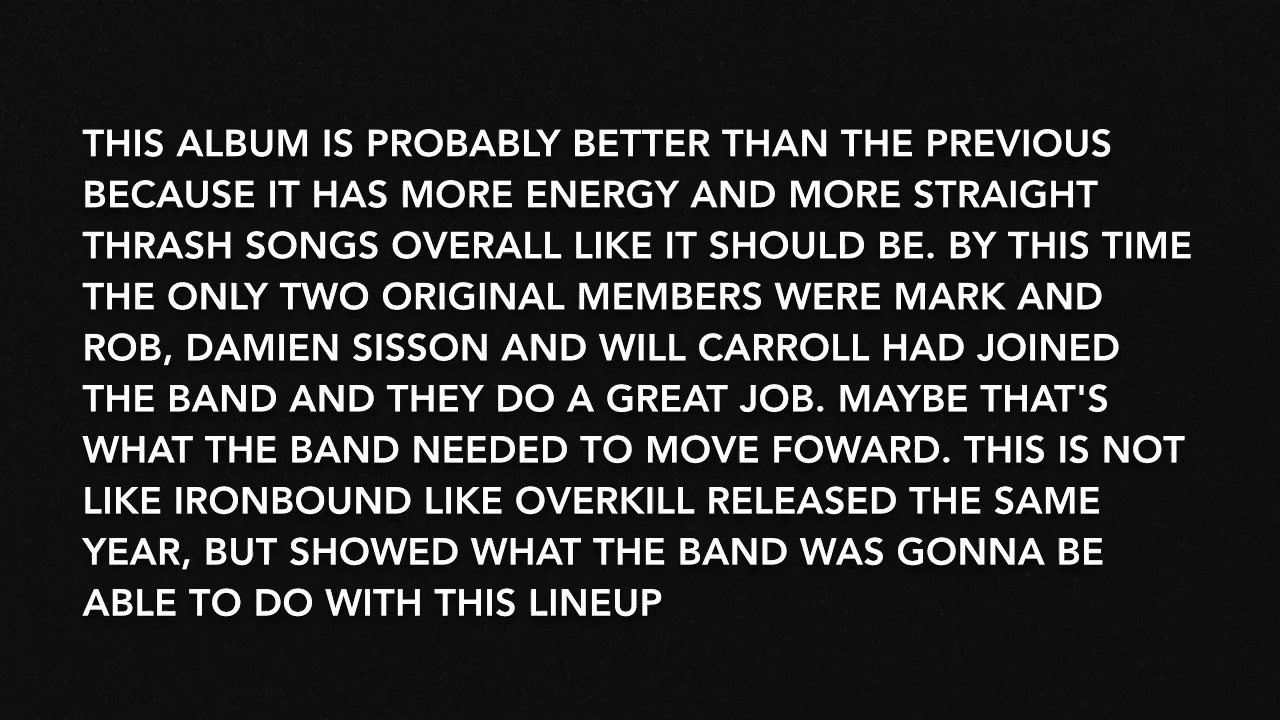 THIS ALBUM IS PROBABLY BETTER THAN THE PREVIOUS
BECAUSE IT HAS MORE ENERGY AND MORE STRAIGHT
THRASH SONGS OVERALL LIKE IT SHOULD BE. BY THIS TIME
THE ONLY TWO ORIGINAL MEMBERS WERE MARK AND
ROB, DAMIEN SISSON AND WILL CARROLL HAD JOINED
THE BAND AND THEY DO A GREAT JOB. MAYBE THAT'S
WHAT THE BAND NEEDED TO MOVE FOWARD. THIS IS NOT
LIKE IRONBOUND LIKE OVERKILL RELEASED THE SAME
YEAR, BUT SHOWED WHAT THE BAND WAS GONNA BE
ABLE TO DO WITH THIS LINEUP